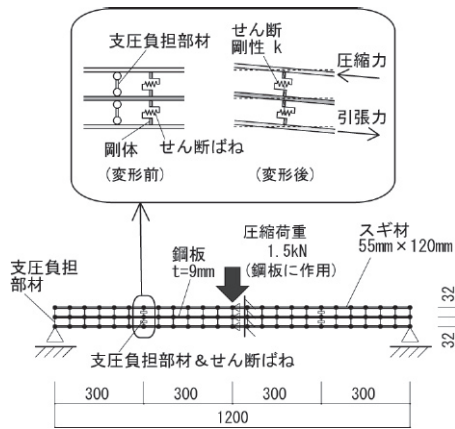 支圧負担部材
せん断
剛性 k
圧縮力
引張力
剛体
せん断ばね
(変形前)
(変形後)
圧縮荷重
1.5kN
(鋼板に作用)
スギ材
55mm×120mm
鋼板
t=9mm
支圧負担
部材
支圧負担部材&せん断ばね
32
32
300
300
300
300
1200